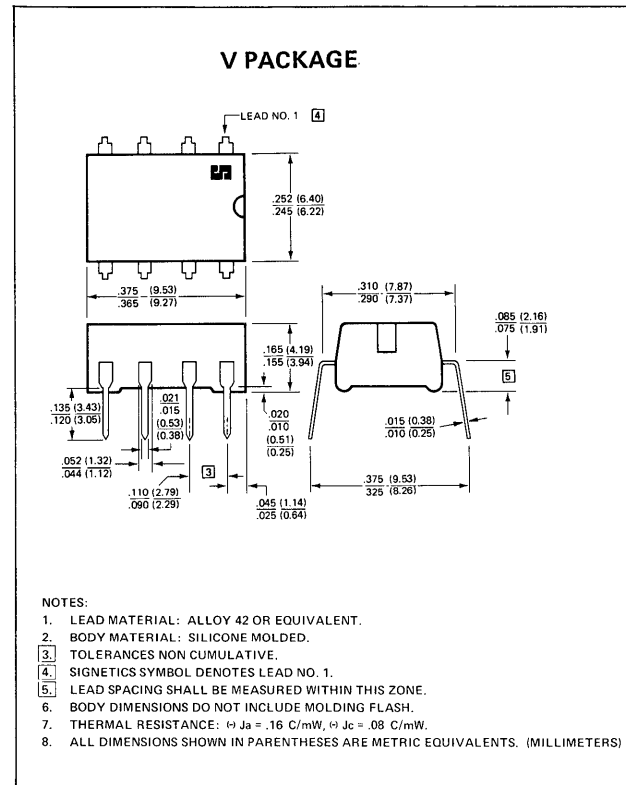 V PACKAGE
LEAD NO. 1 4
.252 (6.40)
.245 (6.22)
.375 (9.53)
.365 (9.27)
.310 (7.87)
.290 (7.37)
.085 (2.16)
.075 (1.91)
.165 (4.19)
.155 (3.94)
5
.135 (3.43)
.120 (3.05)
.021
.015
(0.53)
(0.38)
.020
.010
(0.51)
(0.25)
.015 (0.38)
.010 (0.25)
.052 (1.32)
.044 (1.12)
3
.110 (2.79)
.090 (2.29)
.045 (1.14)
.025 (0.64)
.375 (9.53)
325 (8.26)
NOTES:
1. LEAD MATERIAL: ALLOY 42 OR EQUIVALENT.
2. BODY MATERIAL: SILICONE MOLDED.
3. TOLERANCES NON CUMULATIVE.
4. SIGNETICS SYMBOL DENOTES LEAD NO. 1.
5. LEAD SPACING SHALL BE MEASURED WITHIN THIS ZONE.
6. BODY DIMENSIONS DO NOT INCLUDE MOLDING FLASH.
7. THERMAL RESISTANCE: (-) Ja = .16 C/mW, (-) Jc = .08 C/mW.
8. ALL DIMENSIONS SHOWN IN PARENTHESES ARE METRIC EQUIVALENTS. (MILLIMETERS)